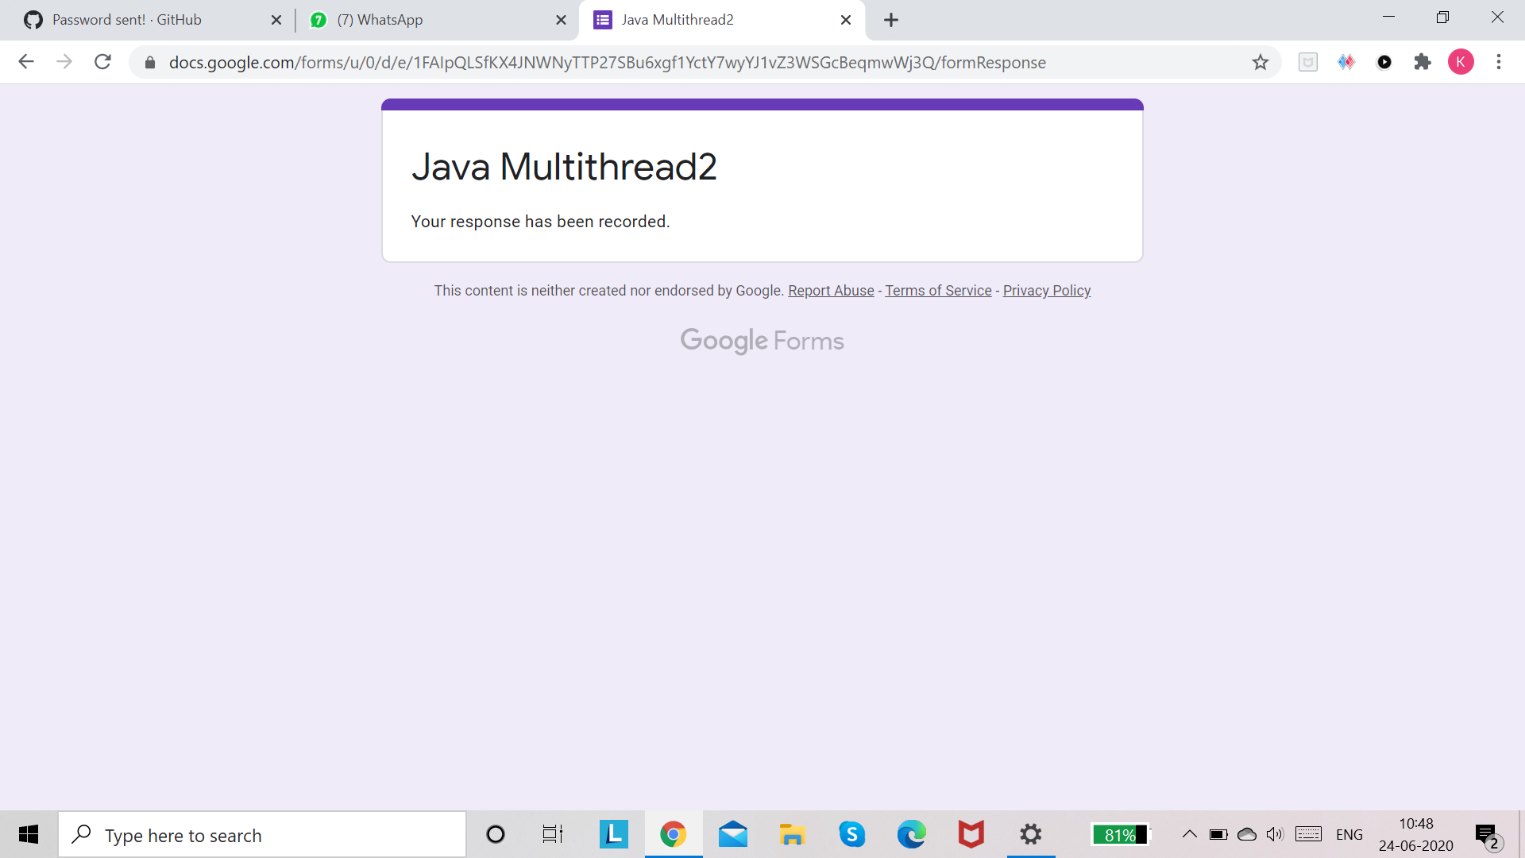 Password sent! · GitHub
7 (7) WhatsApp
Java Multithread2
docs.google.com/forms/u/0/d/e/1FAIpQLSfKX4JNWNyTTP27SBu6xgf1YctY7wyYJ1vZ3WSGcBeqmwWj3Q/formResponse
K
Java Multithread2
Your response has been recorded.
This content is neither created nor endorsed by Google. Report Abuse - Terms of Service - Privacy Policy
Google Forms
Type here to search
L
S
81%
ENG
10:48
24-06-2020
2